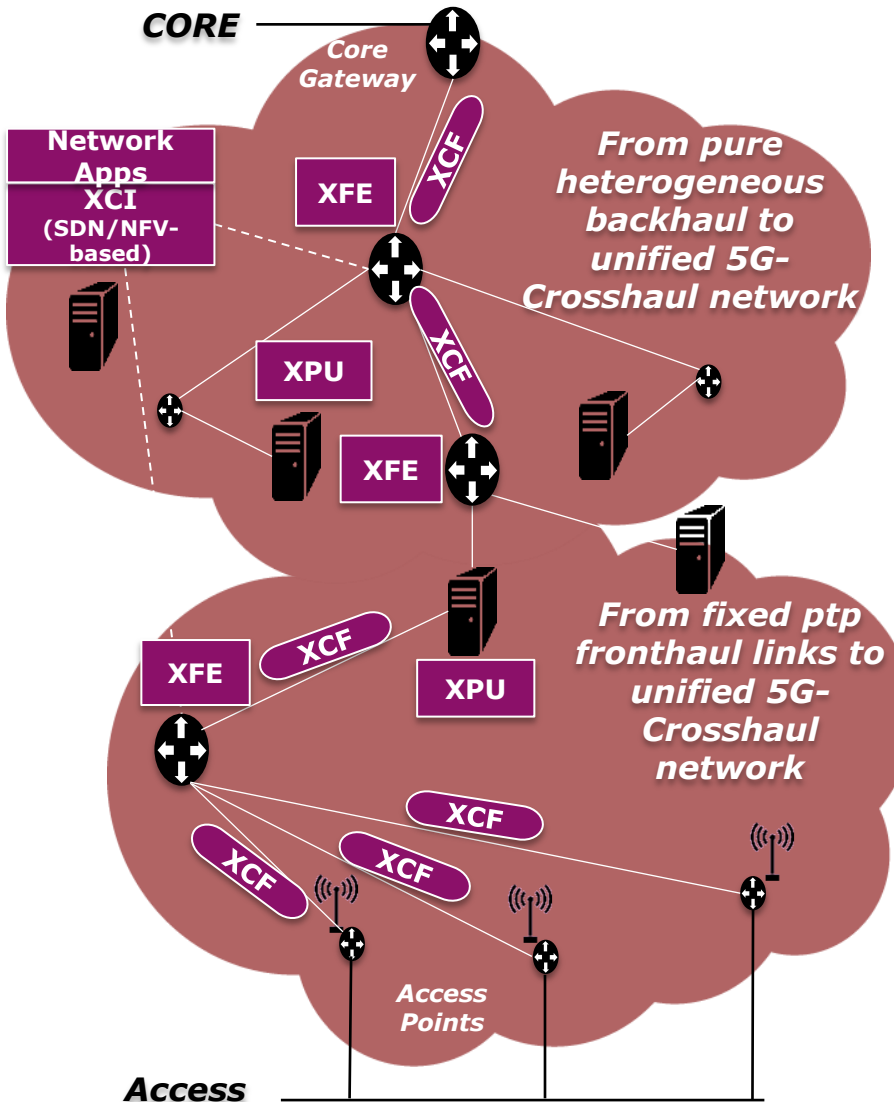 CORE
Core
Gateway
XCF
Network
Apps
XCI
(SDN/NFV-
based)
XFE
From pure
heterogeneous
backhaul to
unified 5G-
Crosshaul network
XCF
XPU
XFE
From fixed ptp
fronthaul links to
unified 5G-
Crosshaul
network
XCF
XFE
XPU
XCF
XCF
XCF
Access
Points
Access